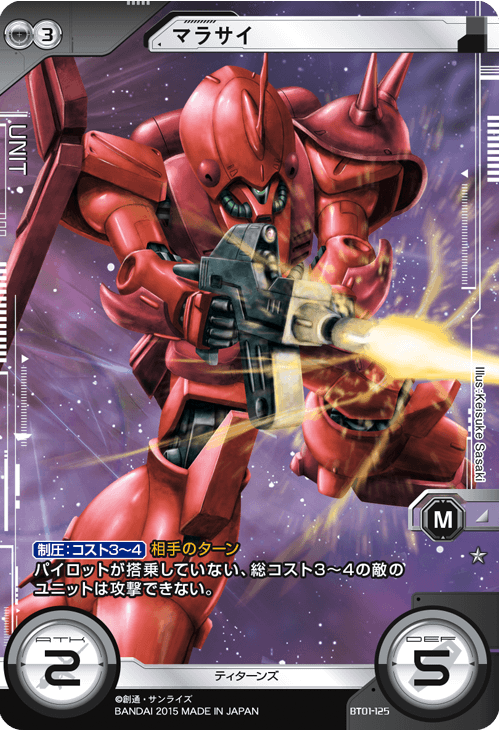 3
マラサイ
UNIT
Illus:Keisuke Sasaki
M
制圧:コスト3〜4 相手のターン
パイロットが搭乗していない、総コスト3〜4の敵の
ユニットは攻撃できない。
ATK
2
DEF
5
ティターンズ
©創通・サンライズ
BANDAI 2015 MADE IN JAPAN
BT01-125